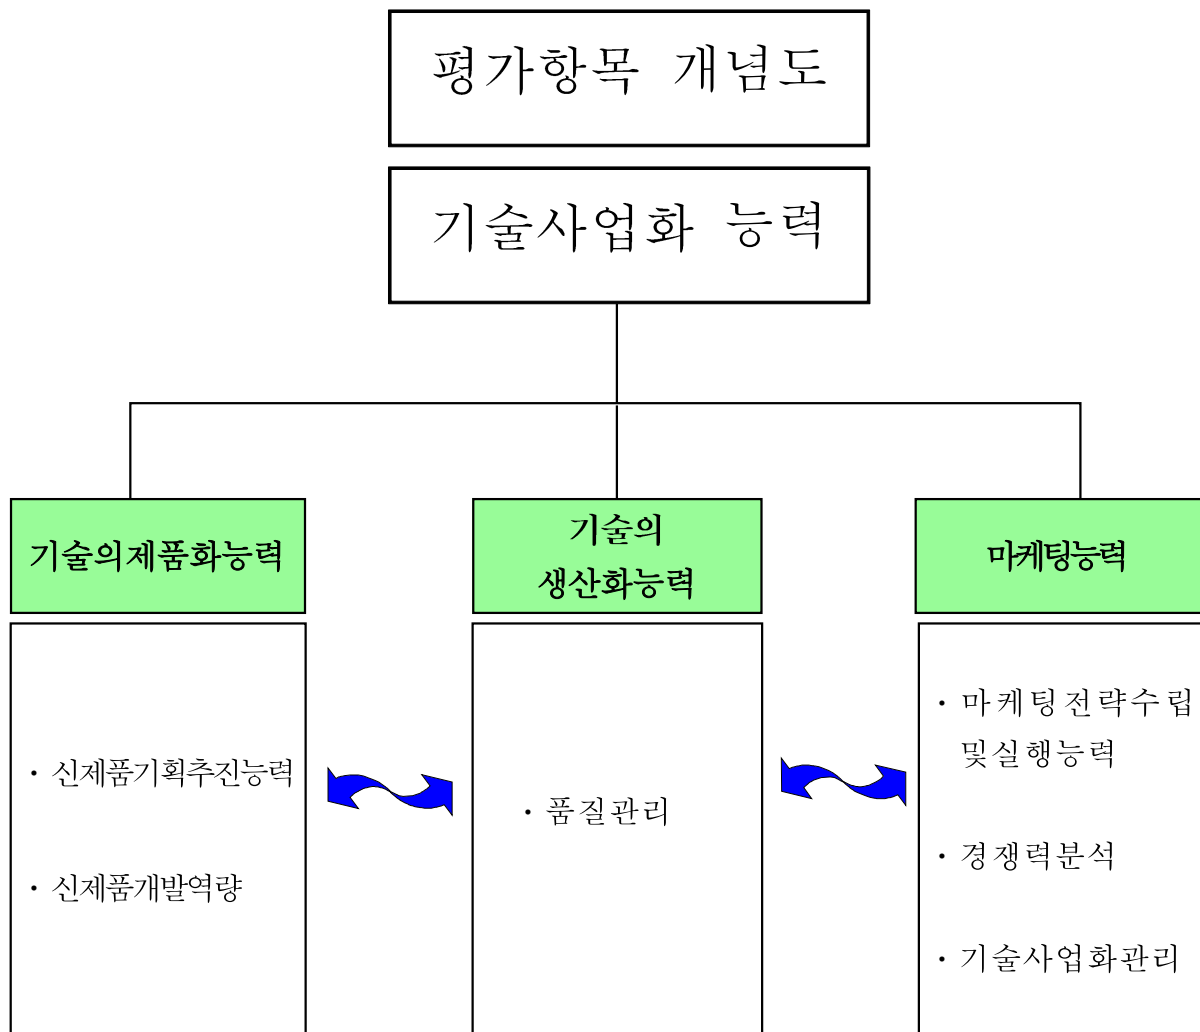 평가항목 개념도
기술사업화 능력
기술의제품화능력
기술의
생산화능력
마케팅능력
· 신제품기획추진능력
· 신제품개발역량
· 품질관리
· 마케팅전략수립
및실행능력
· 경쟁력분석
· 기술사업화관리